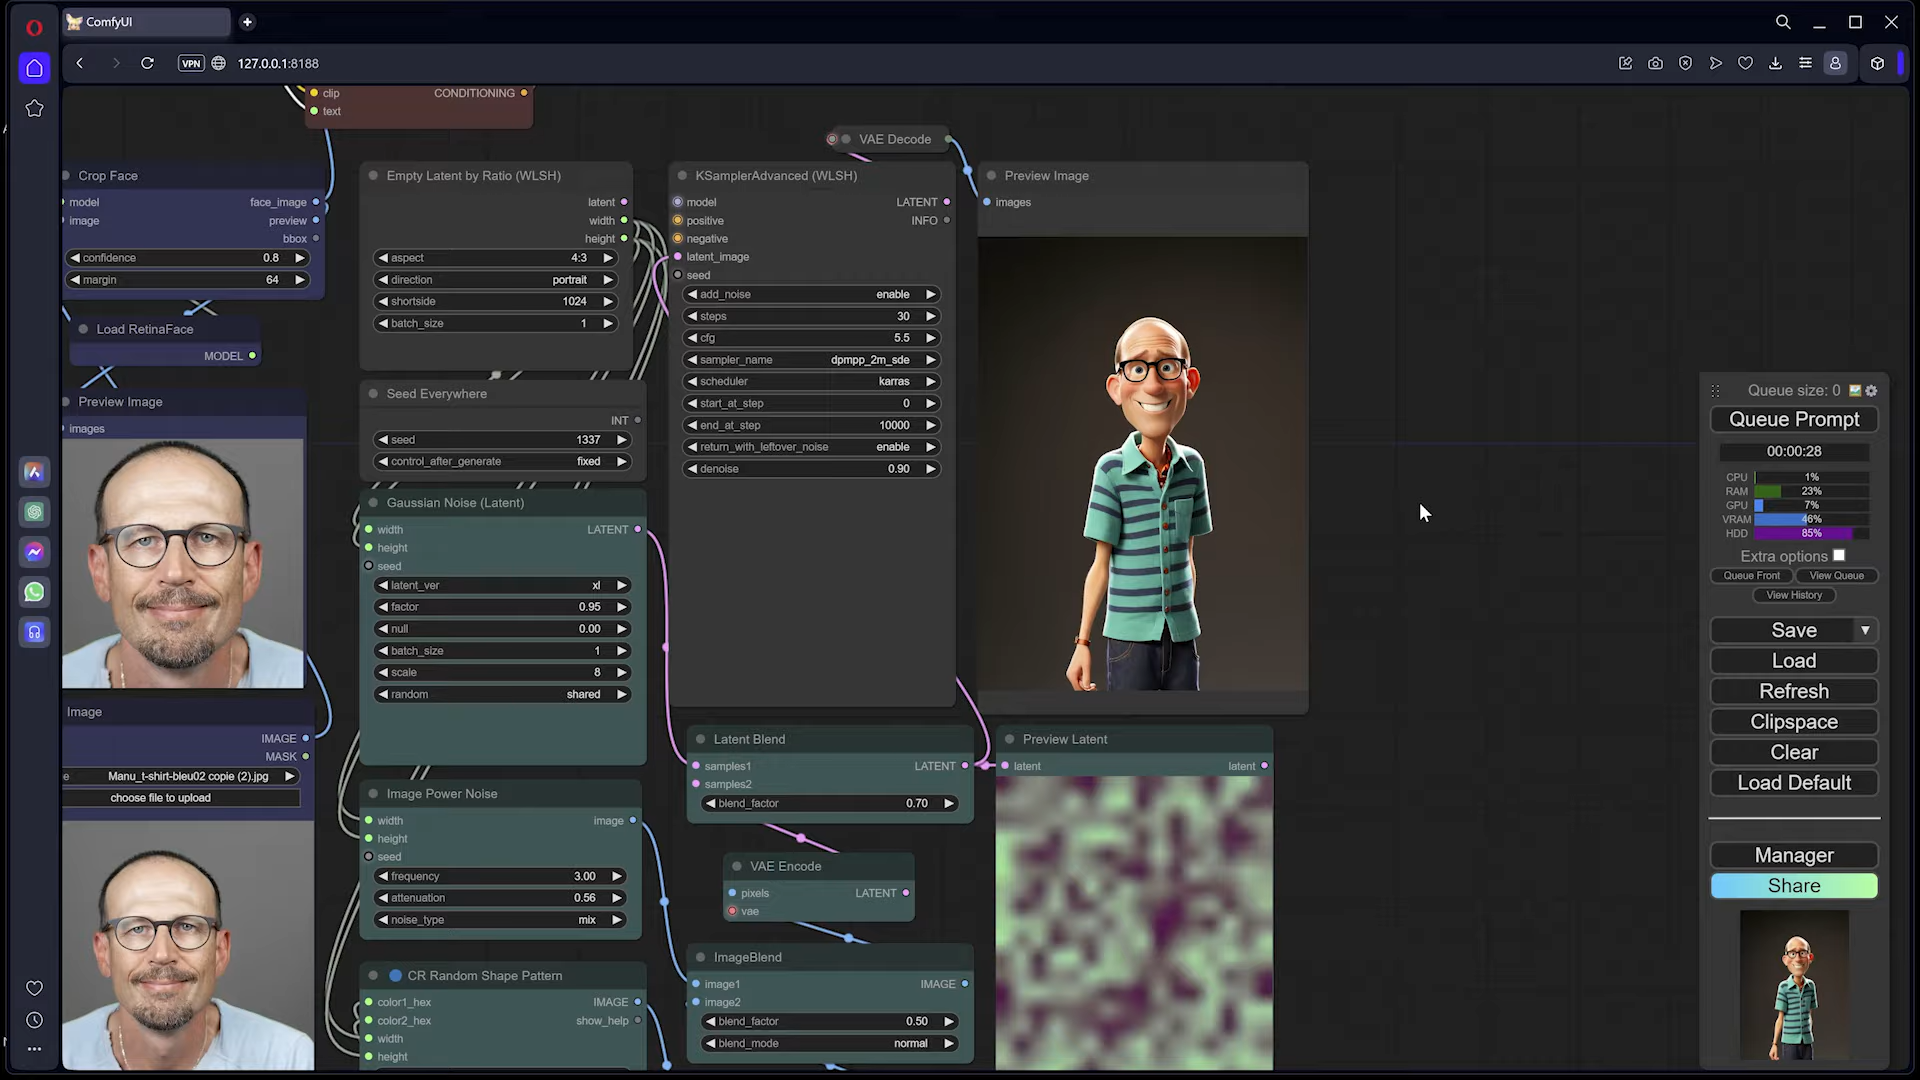 ComfyUI
VPN 127.0.0.1:8188
clip CONDITIONING
text
VAE Decode
Crop Face
model face_image
image preview
bbox
confidence 0.8
margin 64
Load RetinaFace
MODEL
Preview Image
images
Image
IMAGE
MASK
e Manu_t-shirt-bleu02 copie (2).jpg
choose file to upload
Empty Latent by Ratio (WLSH)
latent
width
height
aspect 4:3
direction portrait
shortside 1024
batch_size 1
Seed Everywhere
INT
seed 1337
control_after_generate fixed
Gaussian Noise (Latent)
width LATENT
height
seed
latent_ver xl
factor 0.95
null 0.00
batch_size 1
scale 8
random shared
Image Power Noise
width image
height
seed
frequency 3.00
attenuation 0.56
noise_type mix
CR Random Shape Pattern
color1_hex IMAGE
color2_hex show_help
width
height
KSamplerAdvanced (WLSH)
model LATENT
positive INFO
negative
latent_image
seed
add_noise enable
steps 30
cfg 5.5
sampler_name dpmpp_2m_sde
scheduler karras
start_at_step 0
end_at_step 10000
return_with_leftover_noise enable
denoise 0.90
Latent Blend
samples1 LATENT
samples2
blend_factor 0.70
VAE Encode
pixels LATENT
vae
ImageBlend
image1 IMAGE
image2
blend_factor 0.50
blend_mode normal
Preview Image
images
Preview Latent
latent latent
Queue size: 0
Queue Prompt
00:00:28
CPU 1%
RAM 23%
GPU 7%
VRAM 46%
HDD 85%
Extra options
Queue Front View Queue
View History
Save
Load
Refresh
Clipspace
Clear
Load Default
Manager
Share